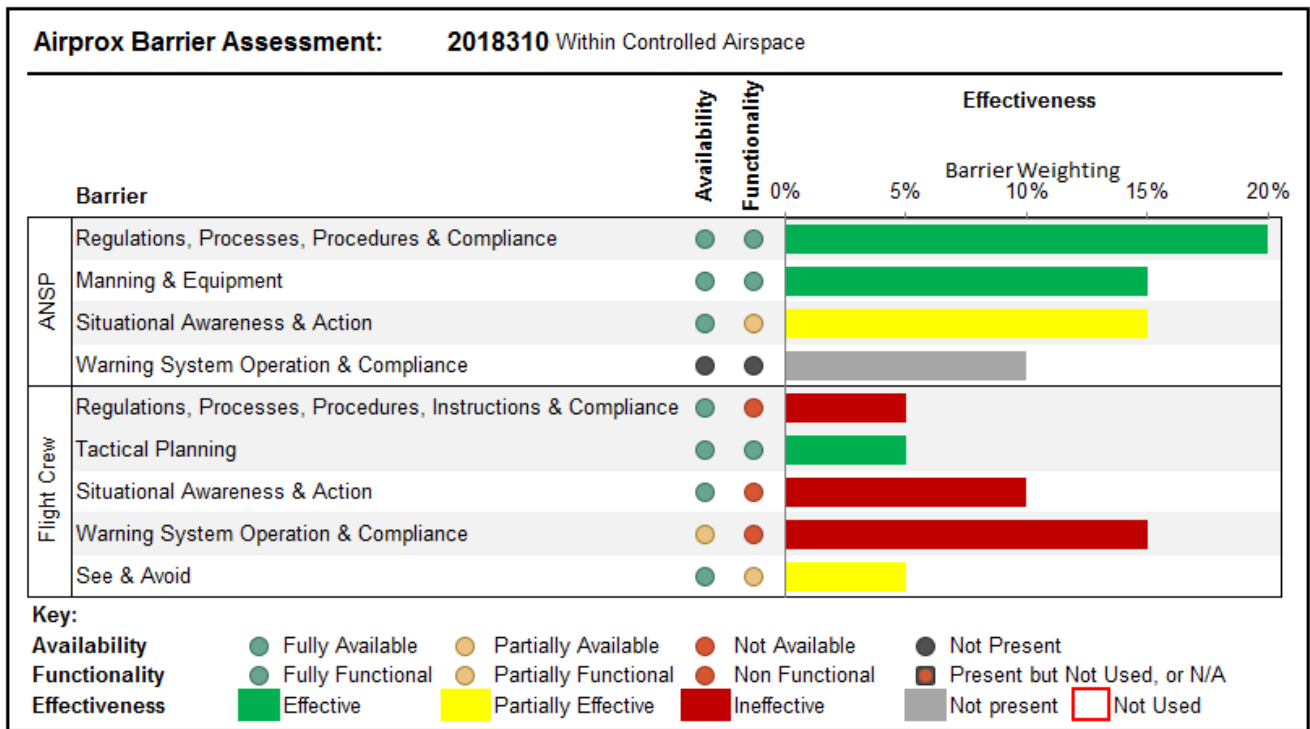 Airprox Barrier Assessment: 2018310 Within Controlled Airspace
Availability
Functionality
Effectiveness
Barrier Weighting
Barrier
0% 5% 10% 15% 20%
ANSP
Regulations, Processes, Procedures & Compliance
Manning & Equipment
Situational Awareness & Action
Warning System Operation & Compliance
Flight Crew
Regulations, Processes, Procedures, Instructions & Compliance
Tactical Planning
Situational Awareness & Action
Warning System Operation & Compliance
See & Avoid
Key:
Availability Fully Available Partially Available Not Available Not Present
Functionality Fully Functional Partially Functional Non Functional Present but Not Used, or N/A
Effectiveness Effective Partially Effective Ineffective Not present Not Used